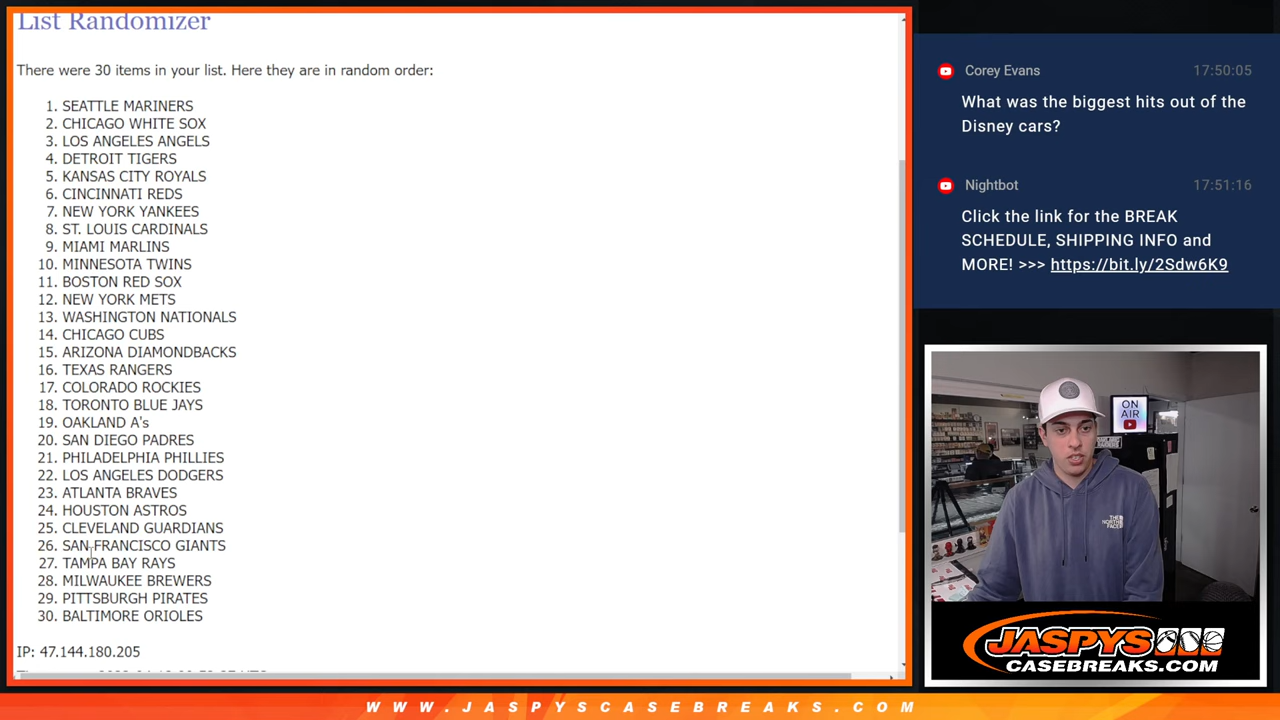 List Randomizer
There were 30 items in your list. Here they are in random order:
1. SEATTLE MARINERS
2. CHICAGO WHITE SOX
3. LOS ANGELES ANGELS
4. DETROIT TIGERS
5. KANSAS CITY ROYALS
6. CINCINNATI REDS
7. NEW YORK YANKEES
8. ST. LOUIS CARDINALS
9. MIAMI MARLINS
10. MINNESOTA TWINS
11. BOSTON RED SOX
12. NEW YORK METS
13. WASHINGTON NATIONALS
14. CHICAGO CUBS
15. ARIZONA DIAMONDBACKS
16. TEXAS RANGERS
17. COLORADO ROCKIES
18. TORONTO BLUE JAYS
19. OAKLAND A's
20. SAN DIEGO PADRES
21. PHILADELPHIA PHILLIES
22. LOS ANGELES DODGERS
23. ATLANTA BRAVES
24. HOUSTON ASTROS
25. CLEVELAND GUARDIANS
26. SAN FRANCISCO GIANTS
27. TAMPA BAY RAYS
28. MILWAUKEE BREWERS
29. PITTSBURGH PIRATES
30. BALTIMORE ORIOLES
IP: 47.144.180.205
Corey Evans 17:50:05
What was the biggest hits out of the
Disney cars?
Nightbot 17:51:16
Click the link for the BREAK
SCHEDULE, SHIPPING INFO and
MORE! >>> https://bit.ly/2Sdw6K9
ON
AIR
THE
NORTH
FACE
JASPYS
CASEBREAKS.COM
WWW.JASPYSCASEBREAKS.COM